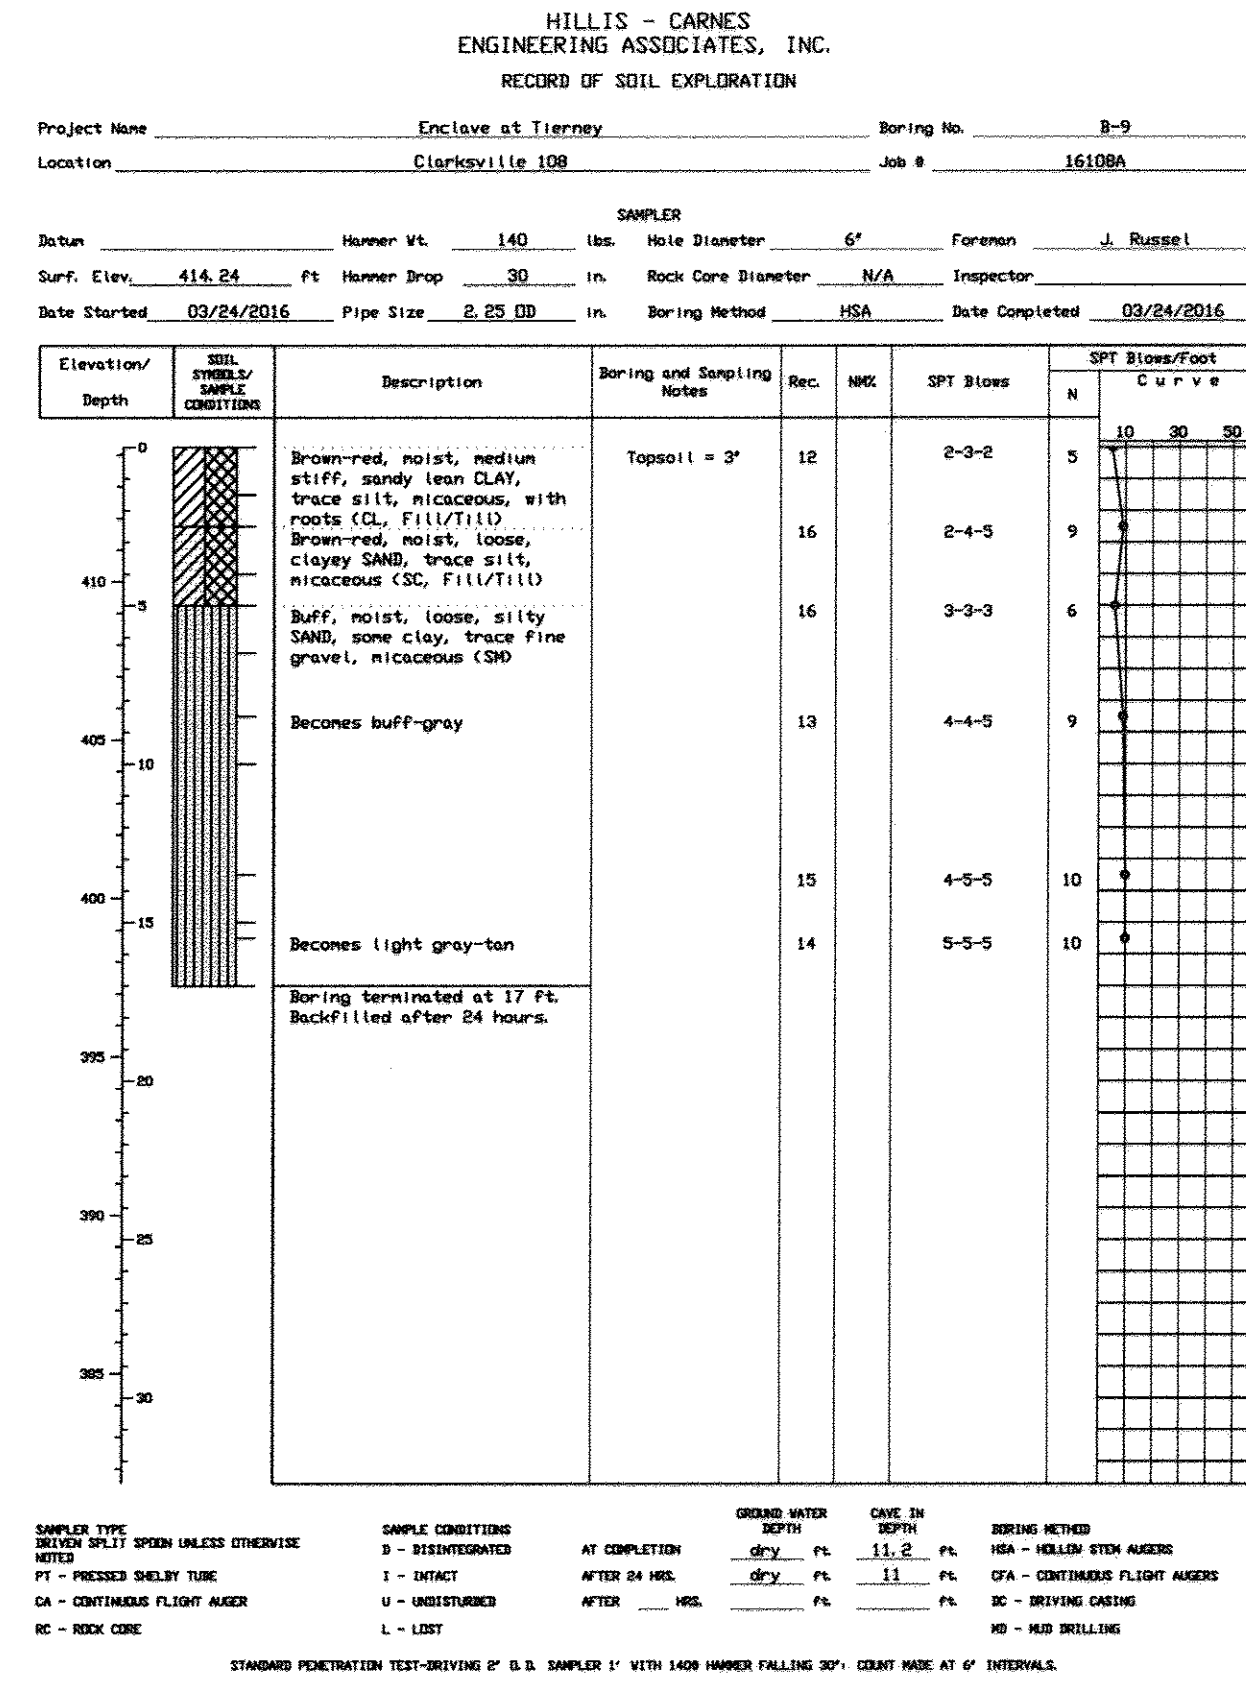 HILLIS - CARNES
ENGINEERING ASSOCIATES, INC.
RECORD OF SOIL EXPLORATION
Project Name Enclave at Tierney Boring No. B-9
Location Clarksville 108 Job # 16108A
SAMPLER
Datum Hammer Wt. 140 lbs. Hole Diameter 6" Foreman J. Russel
Surf. Elev. 414.24 ft Hammer Drop 30 in. Rock Core Diameter N/A Inspector
Date Started 03/24/2016 Pipe Size 2.25 OD in. Boring Method HSA Date Completed 03/24/2016
Elevation/ Depth
SOIL SYMBOLS/ SAMPLE CONDITIONS
Description
Boring and Sampling Notes
Rec.
NM%
SPT Blows
SPT Blows/Foot
N
Curve
10 30 50
0
Brown-red, moist, medium Topsoil = 3" 12 2-3-2 5
stiff, sandy lean CLAY,
trace silt, micaceous, with
roots (CL, Fill/Till)
Brown-red, moist, loose, 16 2-4-5 9
clayey SAND, trace silt,
micaceous (SC, Fill/Till)
410
5
Buff, moist, loose, silty 16 3-3-3 6
SAND, some clay, trace fine
gravel, micaceous (SM)
Becomes buff-gray 13 4-4-5 9
405
10
15 4-5-5 10
400
15
Becomes light gray-tan 14 5-5-5 10
Boring terminated at 17 ft.
Backfilled after 24 hours.
395
20
390
25
385
30
SAMPLER TYPE
DRIVEN SPLIT SPOON UNLESS OTHERWISE
NOTED
PT - PRESSED SHELBY TUBE
CA - CONTINUOUS FLIGHT AUGER
RC - ROCK CORE
SAMPLE CONDITIONS
D - DISINTEGRATED
I - INTACT
U - UNDISTURBED
L - LOST
GROUND WATER DEPTH CAVE IN DEPTH
AT COMPLETION dry ft. 11.2 ft.
AFTER 24 HRS. dry ft. 11 ft.
AFTER ___ HRS. ft. ft.
BORING METHOD
HSA - HOLLOW STEM AUGERS
CFA - CONTINUOUS FLIGHT AUGERS
DC - DRIVING CASING
MD - MUD DRILLING
STANDARD PENETRATION TEST-DRIVING 2" O.D. SAMPLER 1' WITH 140# HAMMER FALLING 30": COUNT MADE AT 6" INTERVALS.